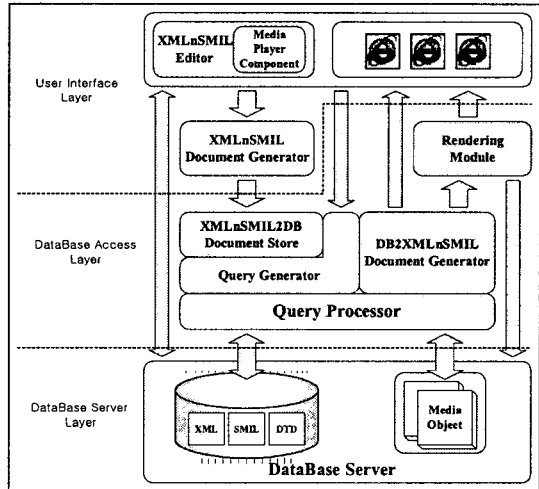 XMLnSMIL
Editor
Media
Player
Component
User Interface
Layer
XMLnSMIL
Document Generator
Rendering
Module
XMLnSMIL2DB
Document Store
DB2XMLnSMIL
Document Generator
DataBase Access
Layer
Query Generator
Query Processor
DataBase Server
Layer
XML
SMIL
DTD
Media
Object
DataBase Server